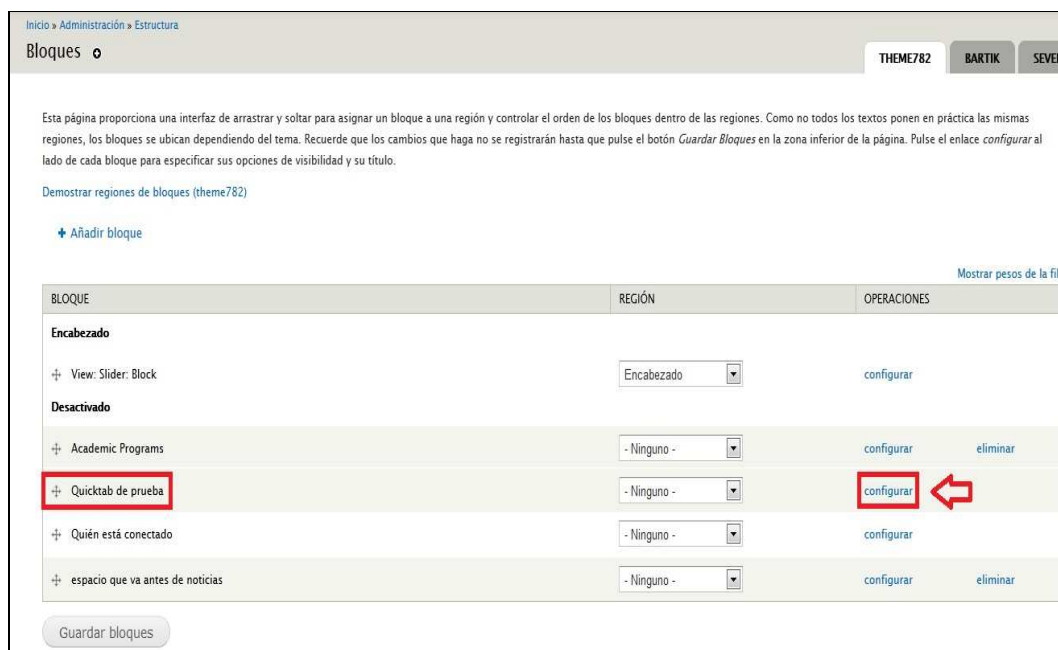 Inicio » Administración » Estructura
Bloques
THEME782 BARTIK SEVE
Esta página proporciona una interfaz de arrastrar y soltar para asignar un bloque a una región y controlar el orden de los bloques dentro de las regiones. Como no todos los textos ponen en práctica las mismas
regiones, los bloques se ubican dependiendo del tema. Recuerde que los cambios que haga no se registrarán hasta que pulse el botón Guardar Bloques en la zona inferior de la página. Pulse el enlace configurar al
lado de cada bloque para especificar sus opciones de visibilidad y su título.
Demostrar regiones de bloques (theme782)
+ Añadir bloque
Mostrar pesos de la fil
BLOQUE REGIÓN OPERACIONES
Encabezado
View: Slider: Block Encabezado configurar
Desactivado
Academic Programs - Ninguno - configurar eliminar
Quicktab de prueba - Ninguno - configurar
Quién está conectado - Ninguno - configurar
espacio que va antes de noticias - Ninguno - configurar eliminar
Guardar bloques